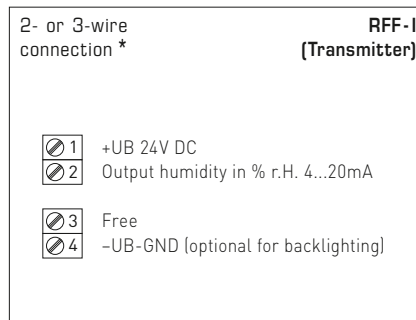 2- or 3-wire
connection *
RFF-I
(Transmitter)
1 +UB 24V DC
2 Output humidity in % r.H. 4...20mA
3 Free
4 –UB-GND (optional for backlighting)